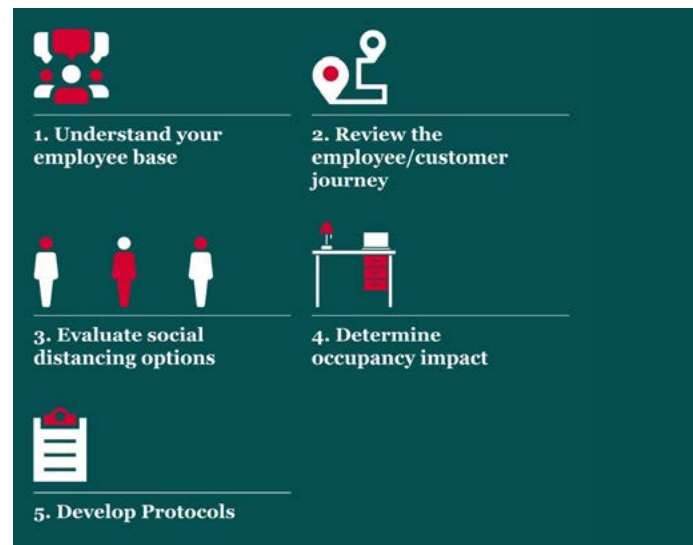 1. Understand your
employee base
2. Review the
employee/customer
journey
3. Evaluate social
distancing options
4. Determine
occupancy impact
5. Develop Protocols